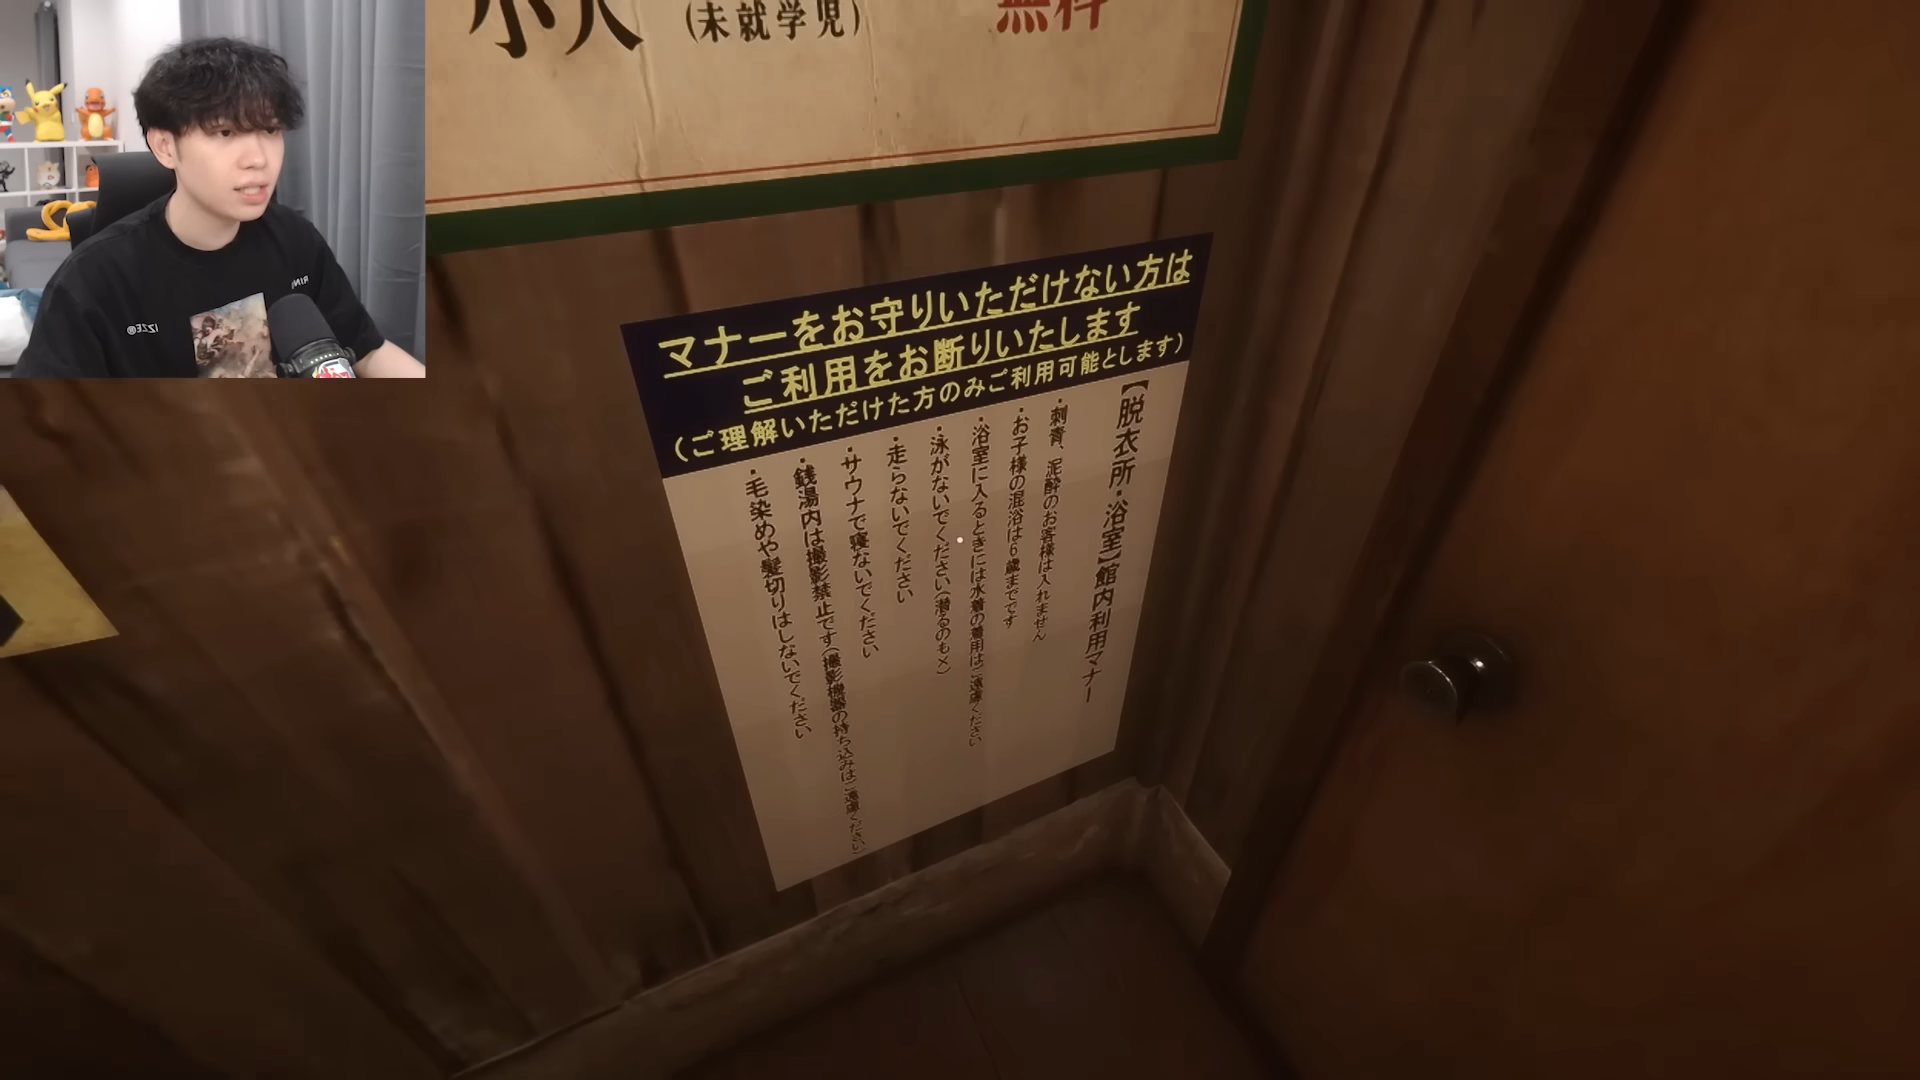 小人 (未就学児) 無料
マナーをお守りいただけない方は
ご利用をお断りいたします
(ご理解いただけた方のみご利用可能とします)
【脱衣所・浴室】館内利用マナー
・刺青、泥酔のお客様は入れません
・お子様の混浴は6歳までです
・浴室に入るときには水着の着用はご遠慮ください
・泳がないでください(潜るのも×)
・走らないでください
・サウナで寝ないでください
・銭湯内は撮影禁止です(撮影機器の持ち込みはご遠慮ください)
・毛染めや髪切りはしないでください